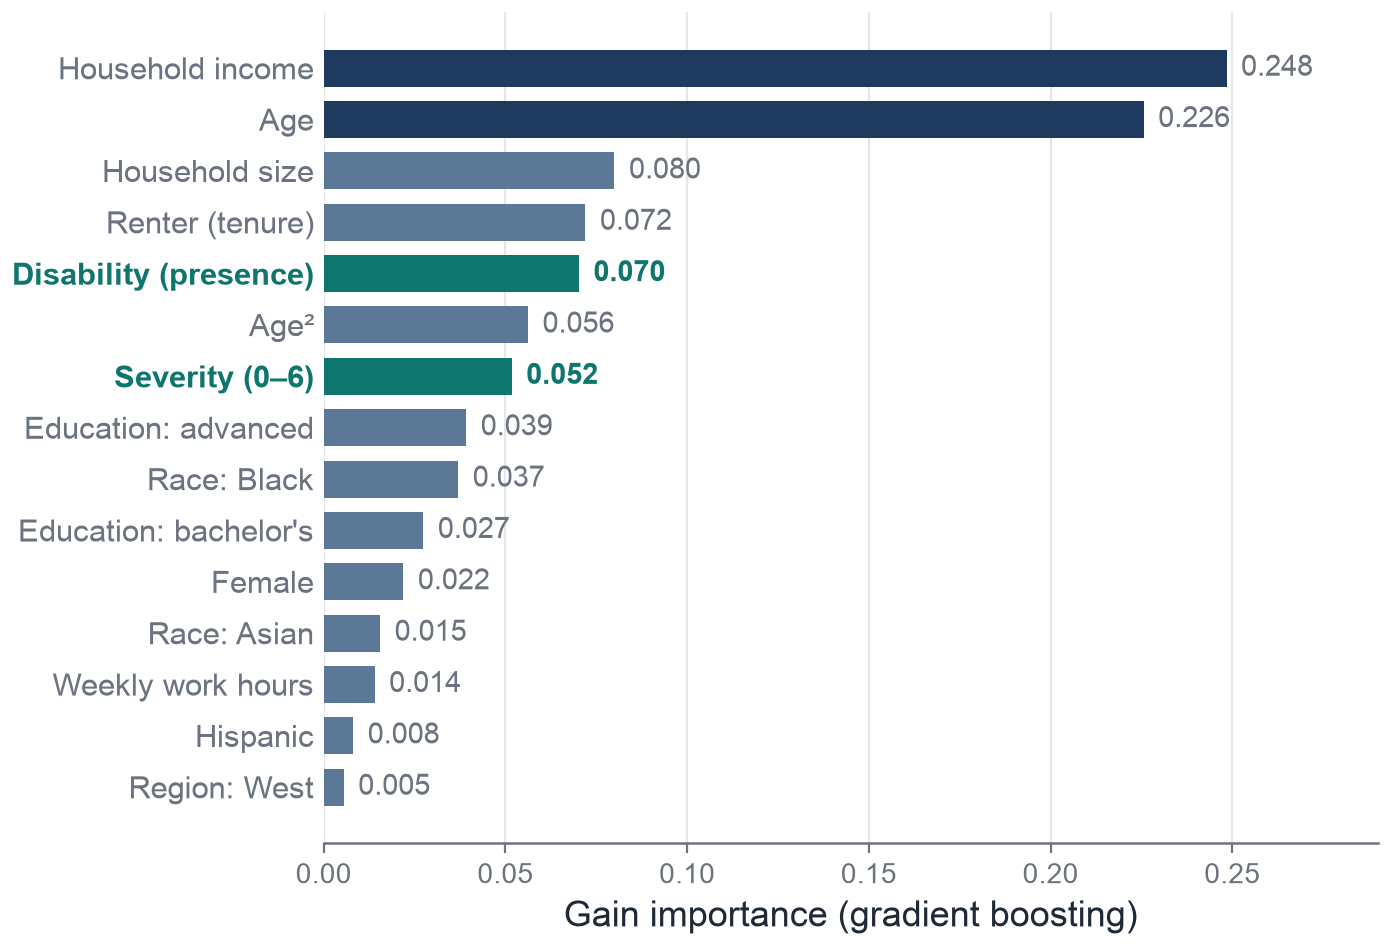 Household income 0.248
Age 0.226
Household size 0.080
Renter (tenure) 0.072
Disability (presence) 0.070
Age² 0.056
Severity (0–6) 0.052
Education: advanced 0.039
Race: Black 0.037
Education: bachelor's 0.027
Female 0.022
Race: Asian 0.015
Weekly work hours 0.014
Hispanic 0.008
Region: West 0.005
0.00 0.05 0.10 0.15 0.20 0.25
Gain importance (gradient boosting)